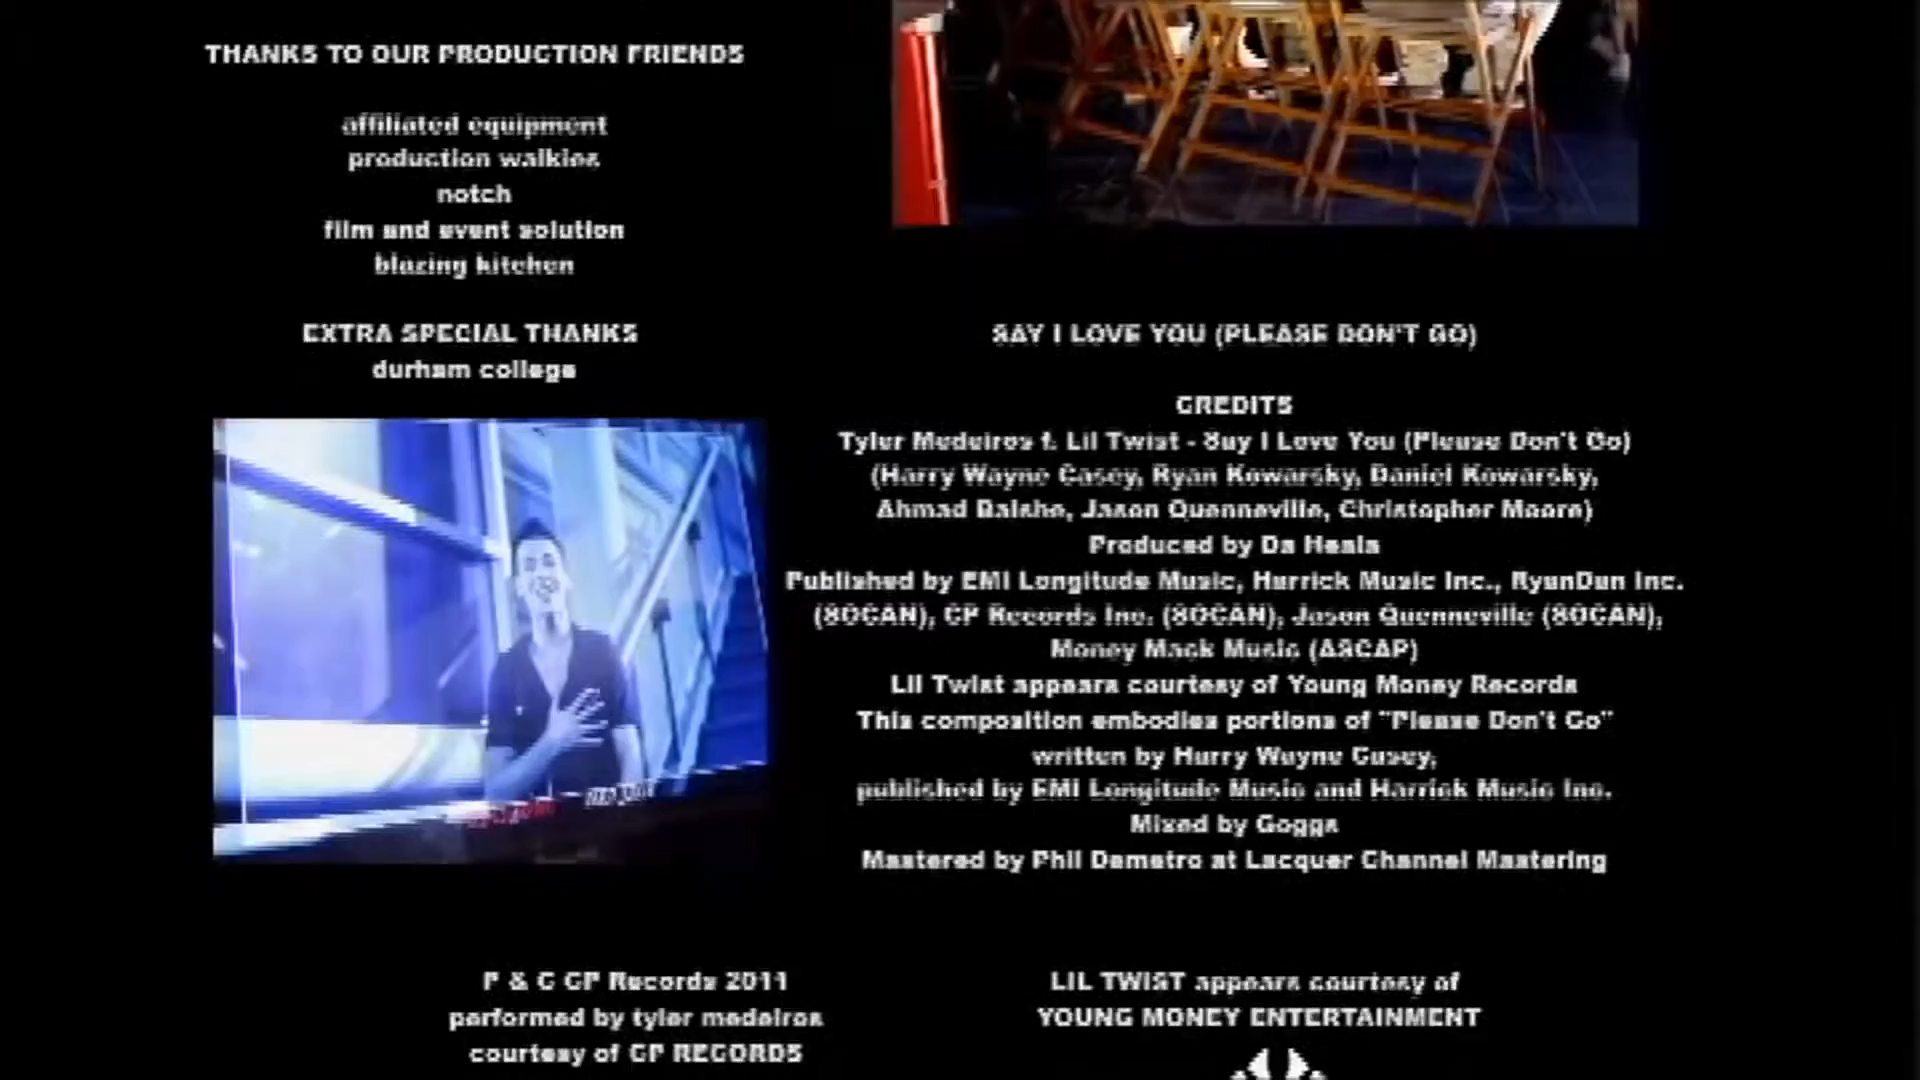 THANKS TO OUR PRODUCTION FRIENDS
affiliated equipment
production walkies
notch
film and event solution
blazing kitchen
EXTRA SPECIAL THANKS
durham college
SAY I LOVE YOU (PLEASE DON'T GO)
CREDITS
Tyler Medeiros f. Lil Twist - Say I Love You (Please Don't Go)
(Harry Wayne Casey, Ryan Kowarsky, Daniel Kowarsky,
Ahmad Balshe, Jason Quenneville, Christopher Moore)
Produced by Da Heala
Published by EMI Longitude Music, Harrick Music Inc., RyanDan Inc.
(SOCAN), CP Records Inc. (SOCAN), Jason Quenneville (SOCAN),
Money Mack Music (ASCAP)
Lil Twist appears courtesy of Young Money Records
This composition embodies portions of "Please Don't Go"
written by Harry Wayne Casey,
published by EMI Longitude Music and Harrick Music Inc.
Mixed by Goggs
Mastered by Phil Demetro at Lacquer Channel Mastering
P & C CP Records 2011
performed by tyler medeiros
courtesy of CP RECORDS
LIL TWIST appears courtesy of
YOUNG MONEY ENTERTAINMENT